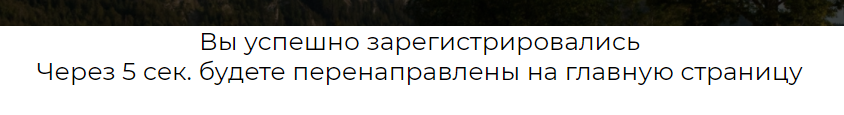 Вы успешно зарегистрировались
Через 5 сек. будете перенаправлены на главную страницу